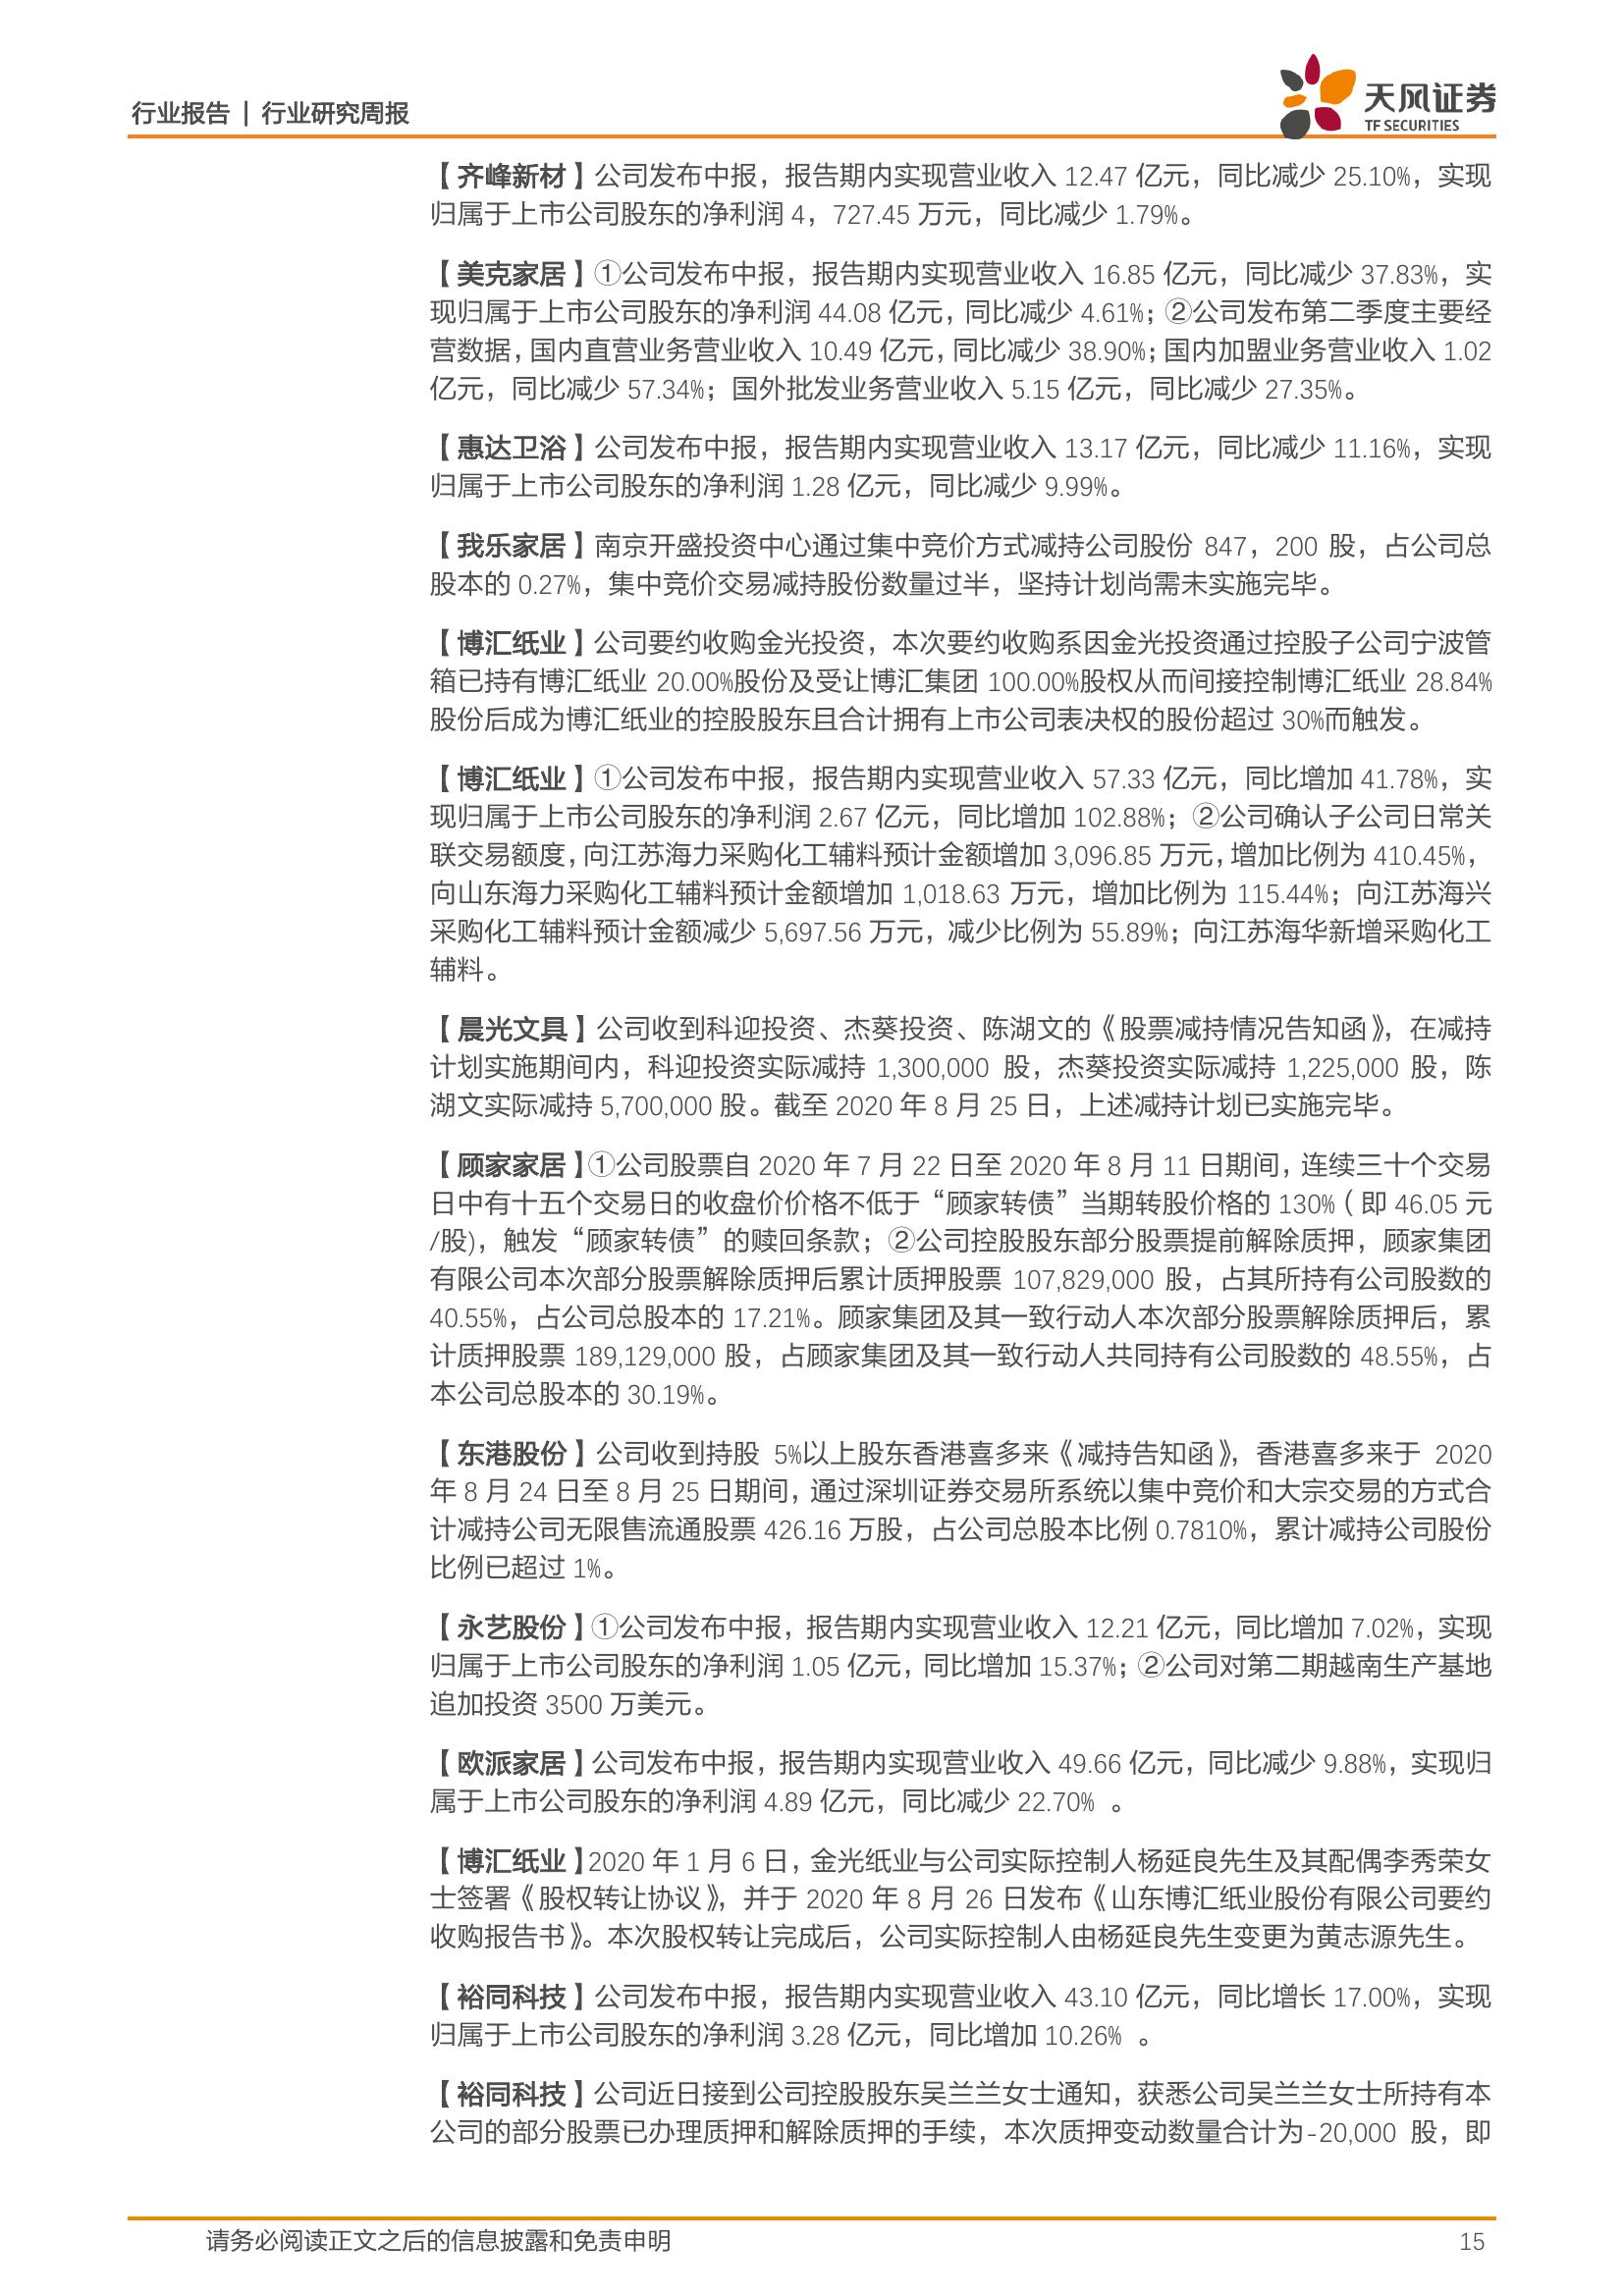 行业报告 | 行业研究周报
天风证券
TF SECURITIES
【齐峰新材】公司发布中报，报告期内实现营业收入 12.47 亿元，同比减少 25.10%，实现
归属于上市公司股东的净利润 4，727.45 万元，同比减少 1.79%。
【美克家居】①公司发布中报，报告期内实现营业收入 16.85 亿元，同比减少 37.83%，实
现归属于上市公司股东的净利润 44.08 亿元，同比减少 4.61%；②公司发布第二季度主要经
营数据，国内直营业务营业收入 10.49 亿元，同比减少 38.90%；国内加盟业务营业收入 1.02
亿元，同比减少 57.34%；国外批发业务营业收入 5.15 亿元，同比减少 27.35%。
【惠达卫浴】公司发布中报，报告期内实现营业收入 13.17 亿元，同比减少 11.16%，实现
归属于上市公司股东的净利润 1.28 亿元，同比减少 9.99%。
【我乐家居】南京开盛投资中心通过集中竞价方式减持公司股份 847，200 股，占公司总
股本的 0.27%，集中竞价交易减持股份数量过半，坚持计划尚需未实施完毕。
【博汇纸业】公司要约收购金光投资，本次要约收购系因金光投资通过控股子公司宁波管
箱已持有博汇纸业 20.00%股份及受让博汇集团 100.00%股权从而间接控制博汇纸业 28.84%
股份后成为博汇纸业的控股股东且合计拥有上市公司表决权的股份超过 30%而触发。
【博汇纸业】①公司发布中报，报告期内实现营业收入 57.33 亿元，同比增加 41.78%，实
现归属于上市公司股东的净利润 2.67 亿元，同比增加 102.88%；②公司确认子公司日常关
联交易额度，向江苏海力采购化工辅料预计金额增加 3,096.85 万元，增加比例为 410.45%，
向山东海力采购化工辅料预计金额增加 1,018.63 万元，增加比例为 115.44%；向江苏海兴
采购化工辅料预计金额减少 5,697.56 万元，减少比例为 55.89%；向江苏海华新增采购化工
辅料。
【晨光文具】公司收到科迎投资、杰葵投资、陈湖文的《股票减持情况告知函》，在减持
计划实施期间内，科迎投资实际减持 1,300,000 股，杰葵投资实际减持 1,225,000 股，陈
湖文实际减持 5,700,000 股。截至 2020 年 8 月 25 日，上述减持计划已实施完毕。
【顾家家居】①公司股票自 2020 年 7 月 22 日至 2020 年 8 月 11 日期间，连续三十个交易
日中有十五个交易日的收盘价价格不低于“顾家转债”当期转股价格的 130%（即 46.05 元
/股)，触发“顾家转债”的赎回条款；②公司控股股东部分股票提前解除质押，顾家集团
有限公司本次部分股票解除质押后累计质押股票 107,829,000 股，占其所持有公司股数的
40.55%，占公司总股本的 17.21%。顾家集团及其一致行动人本次部分股票解除质押后，累
计质押股票 189,129,000 股，占顾家集团及其一致行动人共同持有公司股数的 48.55%，占
本公司总股本的 30.19%。
【东港股份】公司收到持股 5%以上股东香港喜多来《减持告知函》，香港喜多来于 2020
年 8 月 24 日至 8 月 25 日期间，通过深圳证券交易所系统以集中竞价和大宗交易的方式合
计减持公司无限售流通股票 426.16 万股，占公司总股本比例 0.7810%，累计减持公司股份
比例已超过 1%。
【永艺股份】①公司发布中报，报告期内实现营业收入 12.21 亿元，同比增加 7.02%，实现
归属于上市公司股东的净利润 1.05 亿元，同比增加 15.37%；②公司对第二期越南生产基地
追加投资 3500 万美元。
【欧派家居】公司发布中报，报告期内实现营业收入 49.66 亿元，同比减少 9.88%，实现归
属于上市公司股东的净利润 4.89 亿元，同比减少 22.70% 。
【博汇纸业】2020 年 1 月 6 日，金光纸业与公司实际控制人杨延良先生及其配偶李秀荣女
士签署《股权转让协议》，并于 2020 年 8 月 26 日发布《山东博汇纸业股份有限公司要约
收购报告书》。本次股权转让完成后，公司实际控制人由杨延良先生变更为黄志源先生。
【裕同科技】公司发布中报，报告期内实现营业收入 43.10 亿元，同比增长 17.00%，实现
归属于上市公司股东的净利润 3.28 亿元，同比增加 10.26% 。
【裕同科技】公司近日接到公司控股股东吴兰兰女士通知，获悉公司吴兰兰女士所持有本
公司的部分股票已办理质押和解除质押的手续，本次质押变动数量合计为-20,000 股，即
请务必阅读正文之后的信息披露和免责申明
15